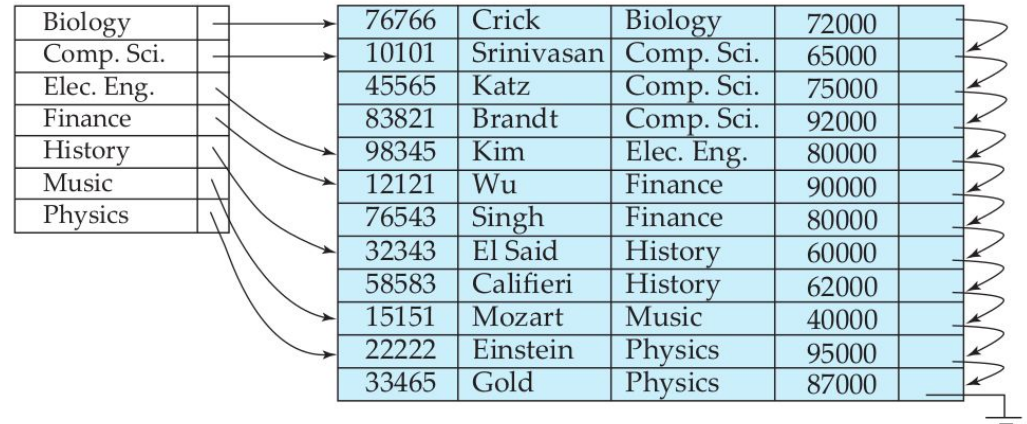 Biology
Comp. Sci.
Elec. Eng.
Finance
History
Music
Physics
76766 Crick Biology 72000
10101 Srinivasan Comp. Sci. 65000
45565 Katz Comp. Sci. 75000
83821 Brandt Comp. Sci. 92000
98345 Kim Elec. Eng. 80000
12121 Wu Finance 90000
76543 Singh Finance 80000
32343 El Said History 60000
58583 Califieri History 62000
15151 Mozart Music 40000
22222 Einstein Physics 95000
33465 Gold Physics 87000